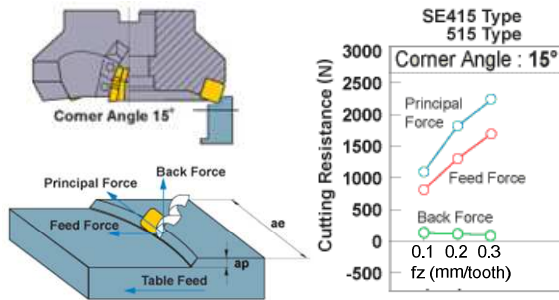 Corner Angle 15°
Principal Force
Back Force
Feed Force
ae
ap
Table Feed
SE415 Type
515 Type
Corner Angle : 15°
Cutting Resistance (N)
3000
2500
2000
1500
1000
500
0
-500
Principal
Force
Feed Force
Back Force
0.1 0.2 0.3
fz (mm/tooth)